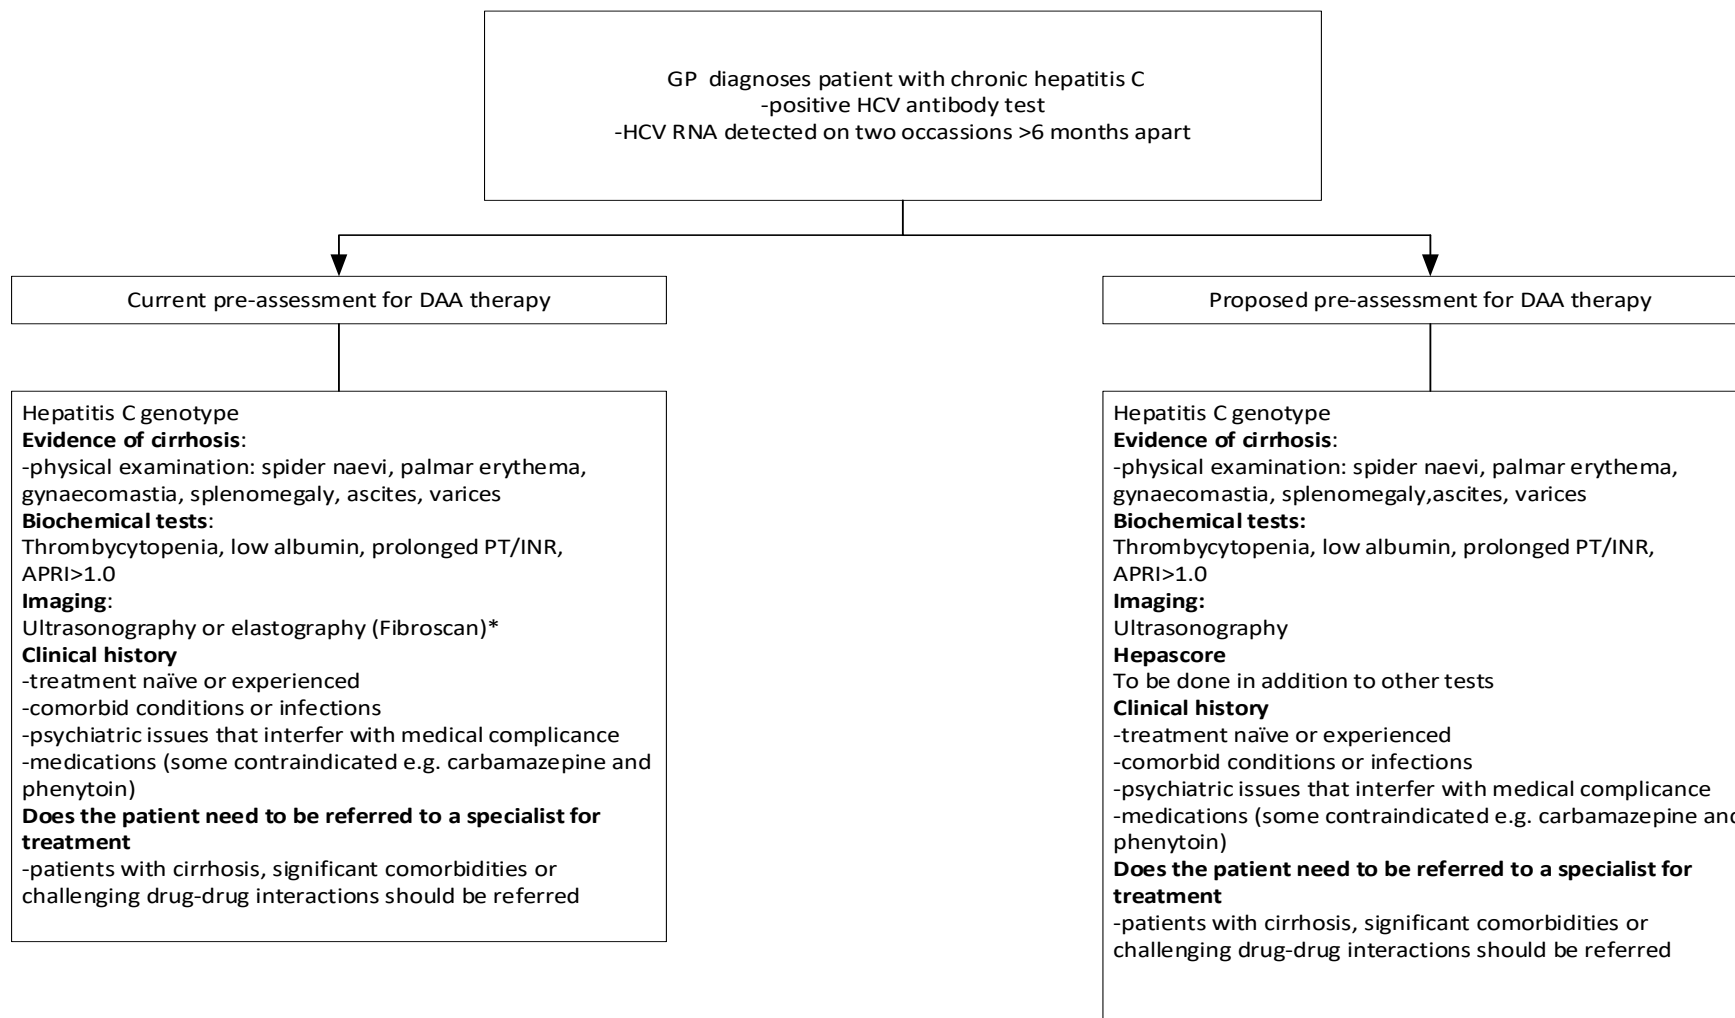 GP diagnoses patient with chronic hepatitis C
-positive HCV antibody test
-HCV RNA detected on two occassions >6 months apart
Current pre-assessment for DAA therapy
Proposed pre-assessment for DAA therapy
Hepatitis C genotype
Evidence of cirrhosis:
-physical examination: spider naevi, palmar erythema,
gynaecomastia, splenomegaly, ascites, varices
Biochemical tests:
Thrombycytopenia, low albumin, prolonged PT/INR,
APRI>1.0
Imaging:
Ultrasonography or elastography (Fibroscan)*
Clinical history
-treatment naïve or experienced
-comorbid conditions or infections
-psychiatric issues that interfer with medical complicance
-medications (some contraindicated e.g. carbamazepine and
phenytoin)
Does the patient need to be referred to a specialist for
treatment
-patients with cirrhosis, significant comorbidities or
challenging drug-drug interactions should be referred
Hepatitis C genotype
Evidence of cirrhosis:
-physical examination: spider naevi, palmar erythema,
gynaecomastia, splenomegaly,ascites, varices
Biochemical tests:
Thrombycytopenia, low albumin, prolonged PT/INR,
APRI>1.0
Imaging:
Ultrasonography
Hepascore
To be done in addition to other tests
Clinical history
-treatment naïve or experienced
-comorbid conditions or infections
-psychiatric issues that interfer with medical complicance
-medications (some contraindicated e.g. carbamazepine and
phenytoin)
Does the patient need to be referred to a specialist for
treatment
-patients with cirrhosis, significant comorbidities or
challenging drug-drug interactions should be referred